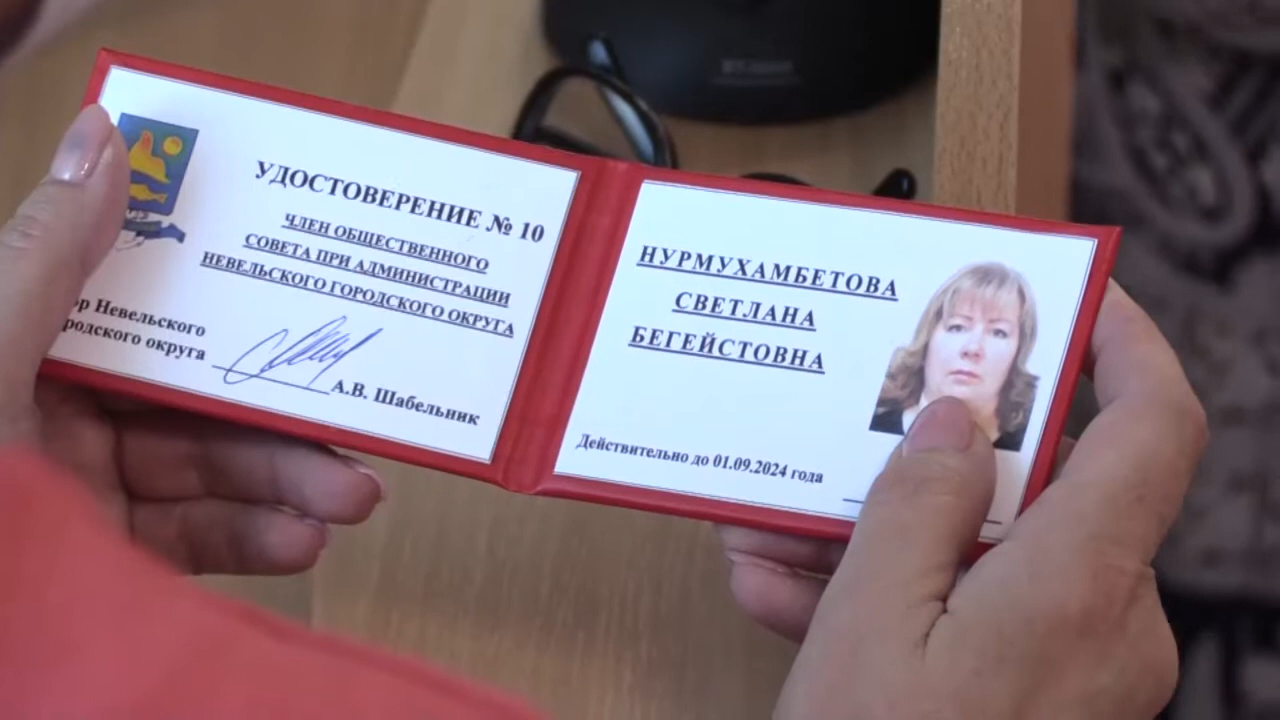 УДОСТОВЕРЕНИЕ № 10
ЧЛЕН ОБЩЕСТВЕННОГО
СОВЕТА ПРИ АДМИНИСТРАЦИИ
НЕВЕЛЬСКОГО ГОРОДСКОГО ОКРУГА
Невельского
округа
А.В. Шабельник
НУРМУХАМБЕТОВА
СВЕТЛАНА
БЕГЕЙСТОВНА
Действительно до 01.09.2024 года